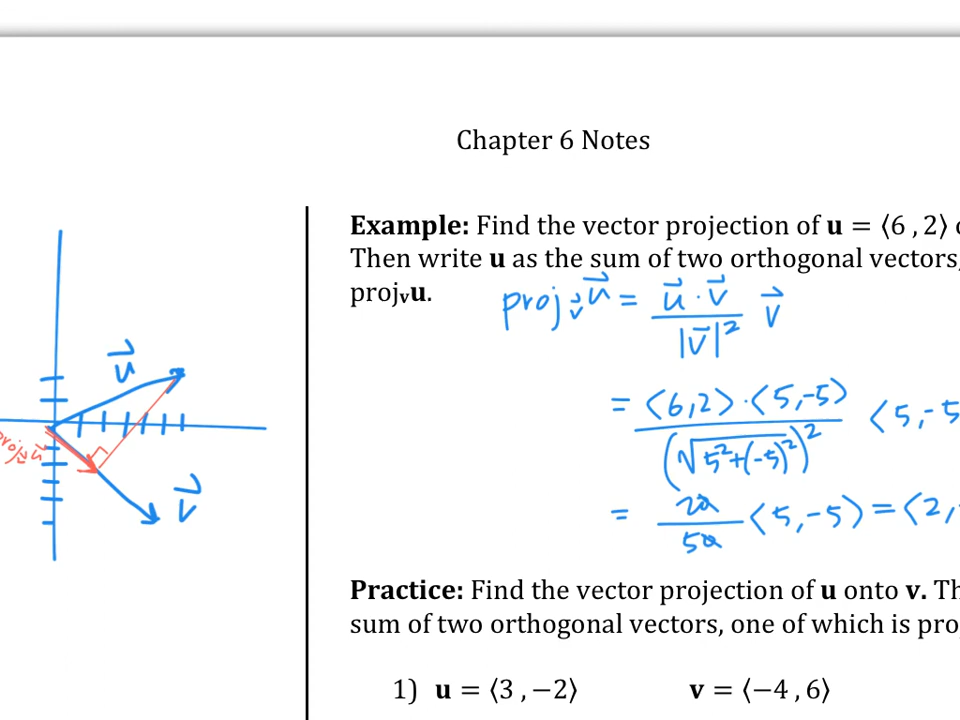 Chapter 6 Notes
Example: Find the vector projection of u = ⟨6 , 2⟩
Then write u as the sum of two orthogonal vectors,
projᵥu.
proj_v⃗ u⃗ = (u⃗ · v⃗)/|v⃗|² v⃗
= (⟨6,2⟩ · ⟨5,-5⟩)/(√(5²+(-5)²))² ⟨5,-5
= 20/50 ⟨5,-5⟩ = ⟨2,
u⃗
proj_v⃗ u⃗
v⃗
Practice: Find the vector projection of u onto v.
sum of two orthogonal vectors, one of which is
1) u = ⟨3 , −2⟩ v = ⟨−4 , 6⟩